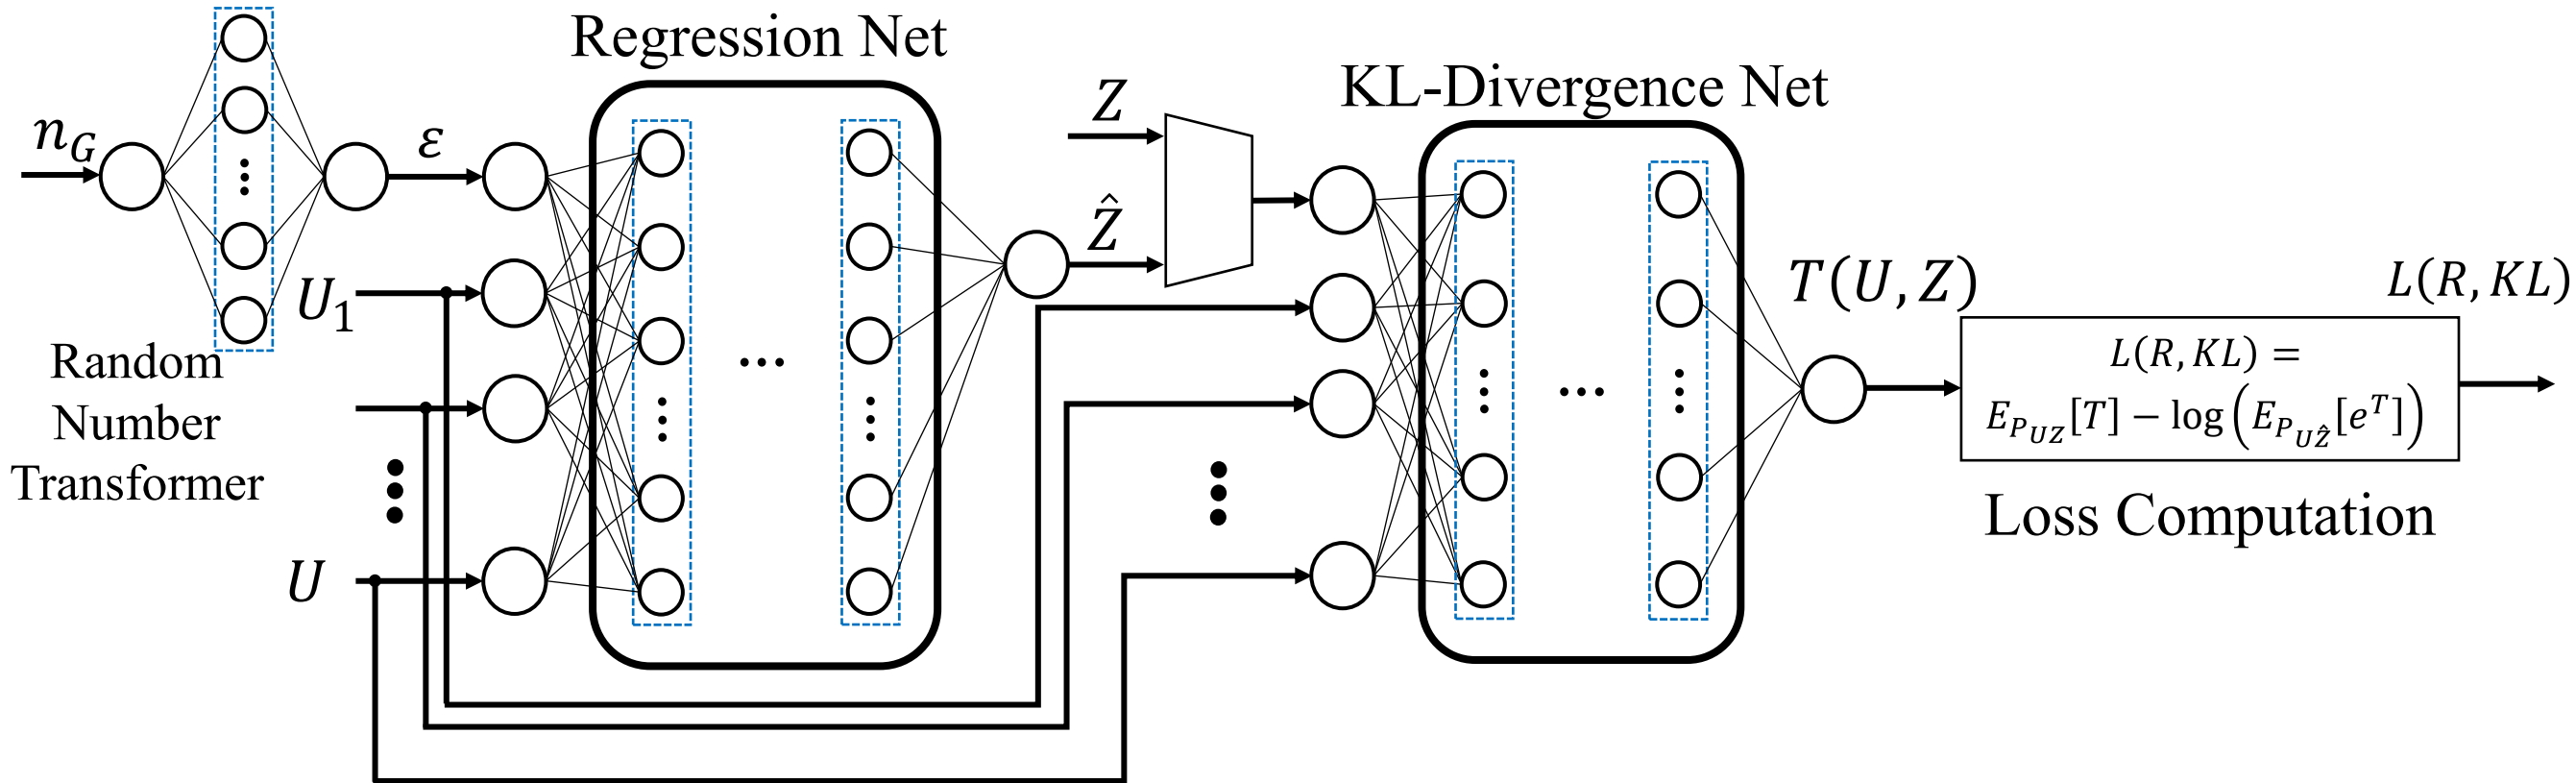 Regression Net
KL-Divergence Net
n_G
ε
Z
Ẑ
U_1
U
Random
Number
Transformer
T(U, Z)
L(R, KL)
L(R, KL) =
E_{P_{UZ}}[T] − log(E_{P_{UẐ}}[e^T])
Loss Computation